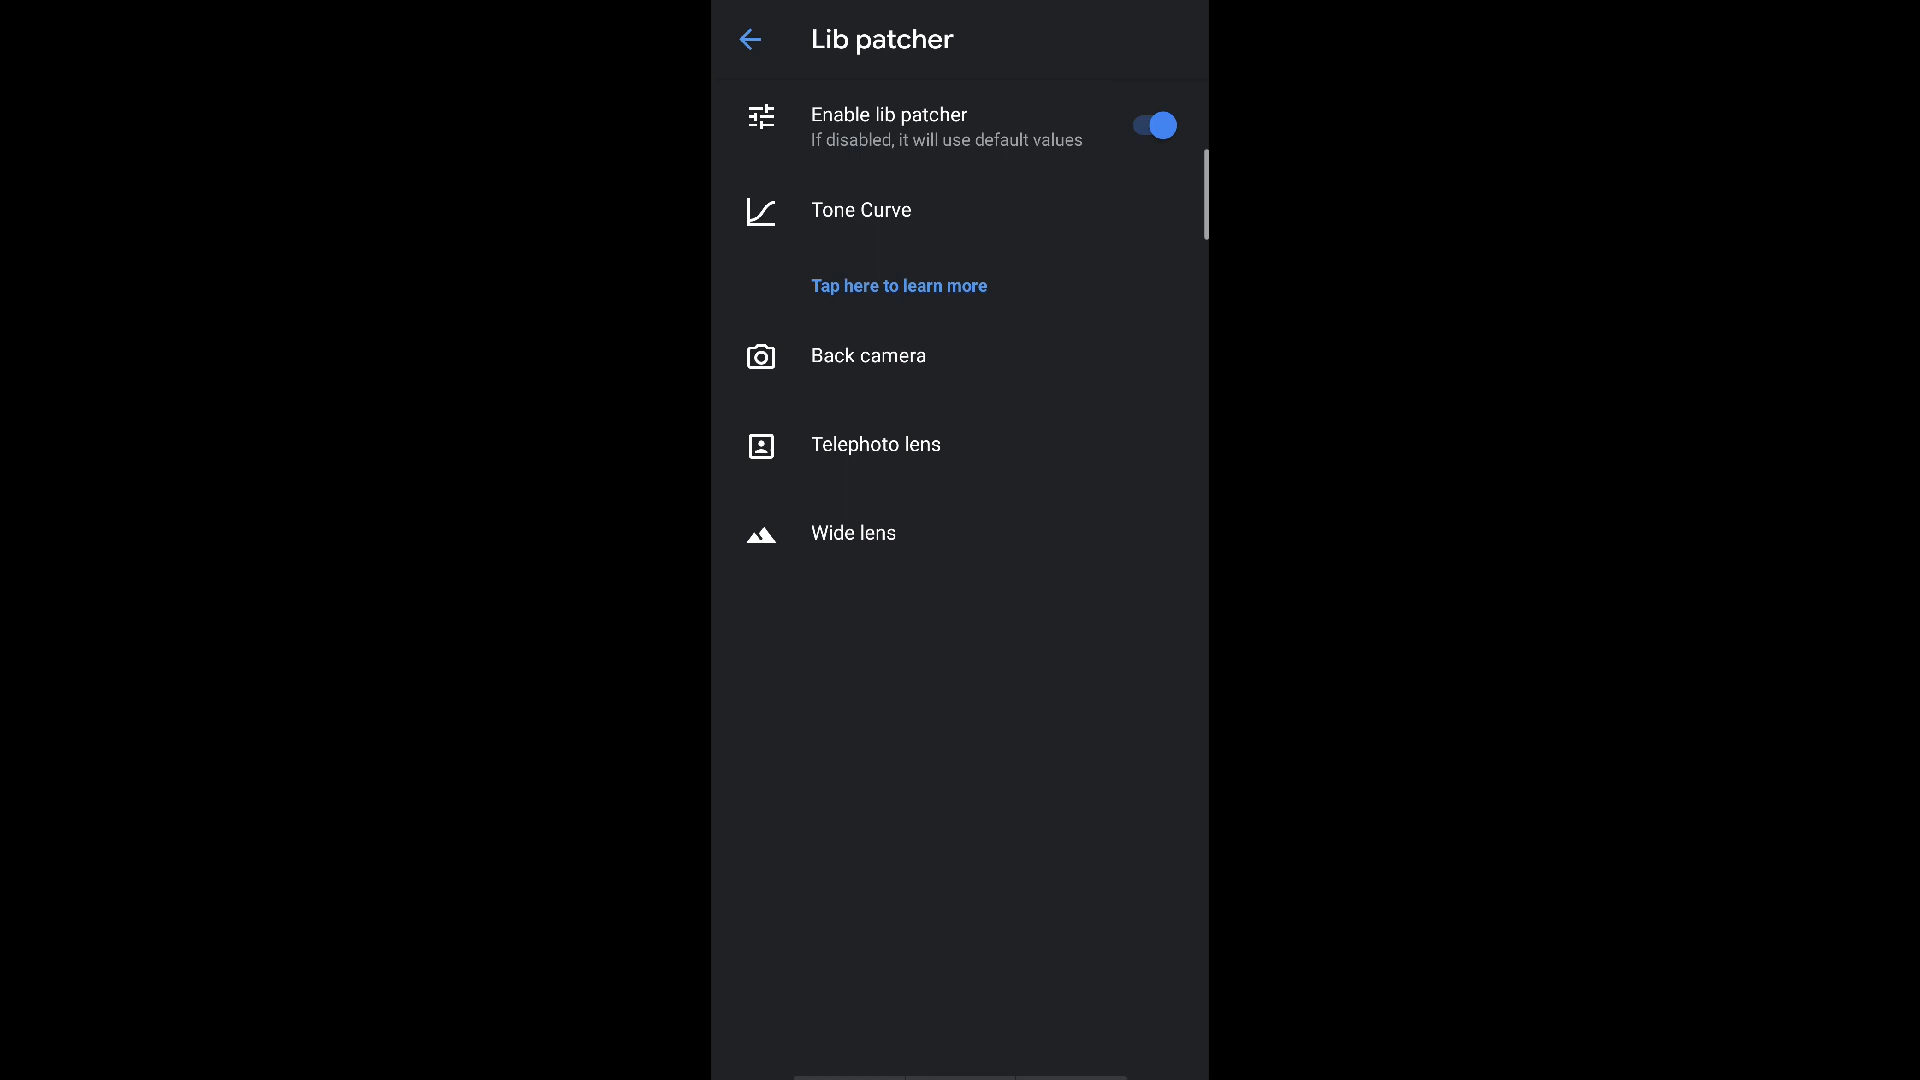 Lib patcher
Enable lib patcher
If disabled, it will use default values
Tone Curve
Tap here to learn more
Back camera
Telephoto lens
Wide lens